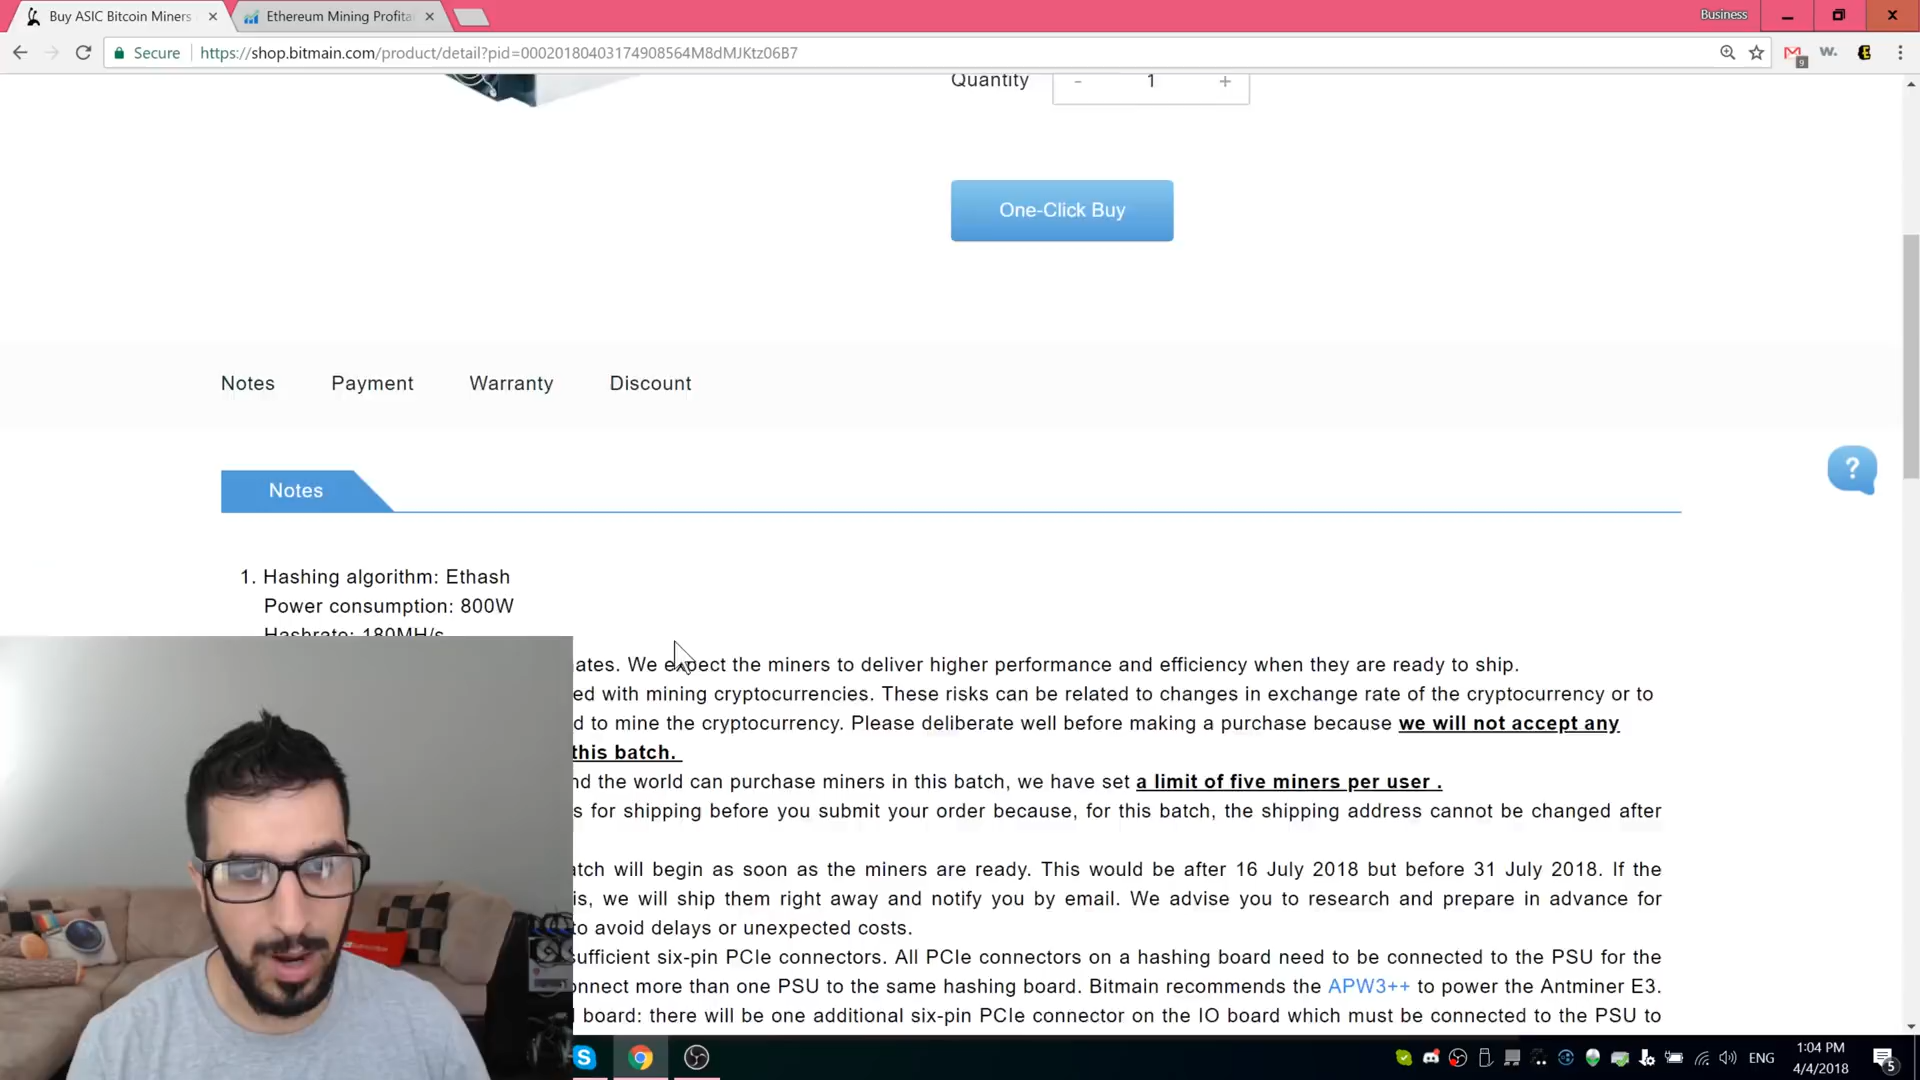 Buy ASIC Bitcoin Miners
Ethereum Mining Profita
Business
Secure
https://shop.bitmain.com/product/detail?pid=00020180403174908564M8dMJKtz06B7
9
Quantity
- 1 +
One-Click Buy
Notes Payment Warranty Discount
?
Notes
1. Hashing algorithm: Ethash
Power consumption: 800W
Hashrate: 180MH/s
ates. We expect the miners to deliver higher performance and efficiency when they are ready to ship.
ed with mining cryptocurrencies. These risks can be related to changes in exchange rate of the cryptocurrency or to
d to mine the cryptocurrency. Please deliberate well before making a purchase because we will not accept any
this batch.
nd the world can purchase miners in this batch, we have set a limit of five miners per user .
s for shipping before you submit your order because, for this batch, the shipping address cannot be changed after
atch will begin as soon as the miners are ready. This would be after 16 July 2018 but before 31 July 2018. If the
is, we will ship them right away and notify you by email. We advise you to research and prepare in advance for
to avoid delays or unexpected costs.
sufficient six-pin PCIe connectors. All PCIe connectors on a hashing board need to be connected to the PSU for the
onnect more than one PSU to the same hashing board. Bitmain recommends the APW3++ to power the Antminer E3.
board: there will be one additional six-pin PCIe connector on the IO board which must be connected to the PSU to
ENG
1:04 PM
4/4/2018
5